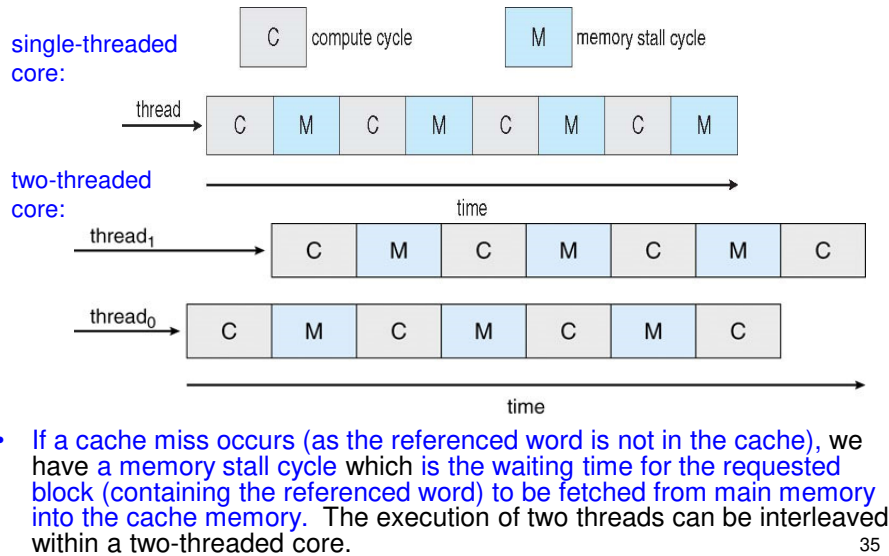 single-threaded
core:
C compute cycle
M memory stall cycle
thread
C M C M C M C M
time
two-threaded
core:
thread1
C M C M C M C
thread0
C M C M C M C
time
• If a cache miss occurs (as the referenced word is not in the cache), we
have a memory stall cycle which is the waiting time for the requested
block (containing the referenced word) to be fetched from main memory
into the cache memory. The execution of two threads can be interleaved
within a two-threaded core.
35